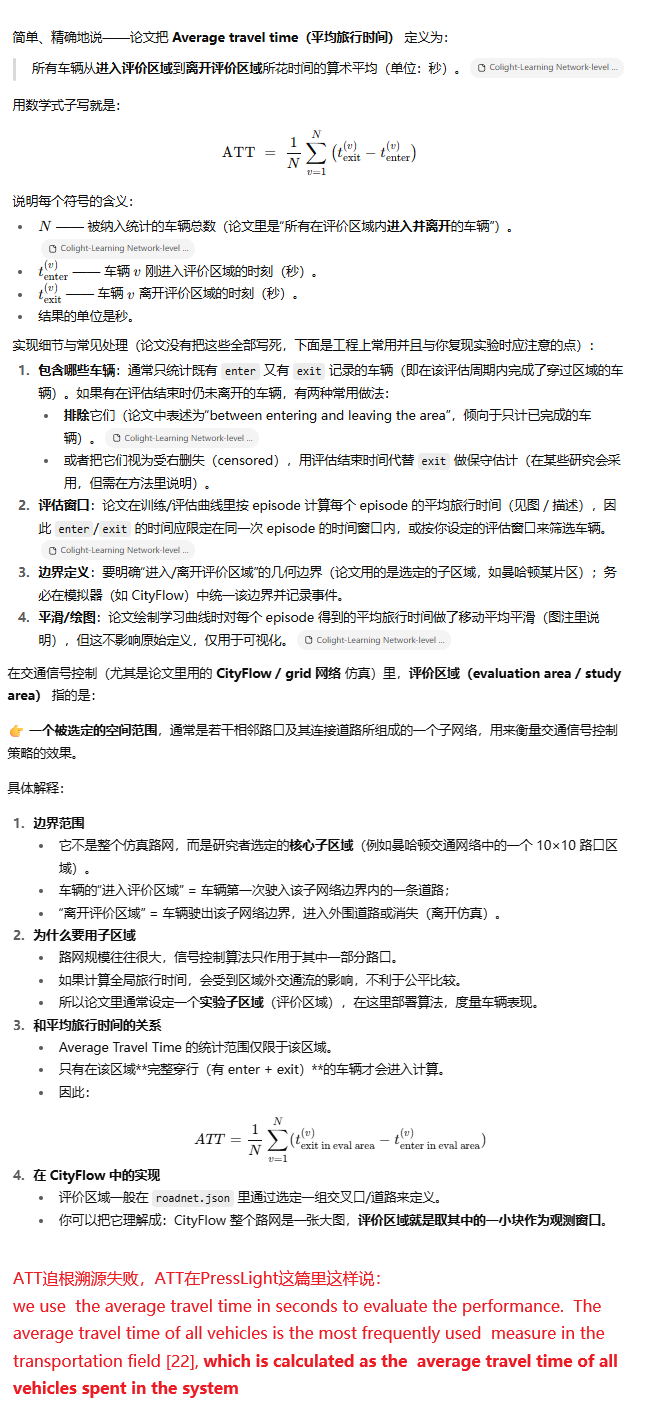 简单、精确地说——论文把 Average travel time（平均旅行时间） 定义为：
所有车辆从进入评价区域到离开评价区域所花时间的算术平均（单位：秒）。 Colight-Learning Network-level ...
用数学式子写就是：
ATT = \frac{1}{N} \sum_{v=1}^{N} (t_{exit}^{(v)} - t_{enter}^{(v)})
说明每个符号的含义：
• N —— 被纳入统计的车辆总数（论文里是“所有在评价区域内进入并离开的车辆”）。
Colight-Learning Network-level ...
• t_{enter}^{(v)} —— 车辆 v 刚进入评价区域的时刻（秒）。
• t_{exit}^{(v)} —— 车辆 v 离开评价区域的时刻（秒）。
• 结果的单位是秒。
实现细节与常见处理（论文没有把这些全部写死，下面是工程上常用并且与你复现实验时应注意的点）：
1. 包含哪些车辆：通常只统计既有 enter 又有 exit 记录的车辆（即在该评估周期内完成了穿过区域的车
辆）。如果有在评估结束时仍未离开的车辆，有两种常用做法：
• 排除它们（论文中表述为“between entering and leaving the area”，倾向于只计已完成的车
辆）。 Colight-Learning Network-level ...
• 或者把它们视为受右删失（censored），用评估结束时间代替 exit 做保守估计（在某些研究会采
用，但需在方法里说明）。
2. 评估窗口：论文在训练/评估曲线里按 episode 计算每个 episode 的平均旅行时间（见图 / 描述），因
此 enter / exit 的时间应限定在同一次 episode 的时间窗口内，或按你设定的评估窗口来筛选车辆。
Colight-Learning Network-level ...
3. 边界定义：要明确“进入/离开评价区域”的几何边界（论文用的是选定的子区域，如曼哈顿某片区）；务
必在模拟器（如 CityFlow）中统一该边界并记录事件。
4. 平滑/绘图：论文绘制学习曲线时对每个 episode 得到的平均旅行时间做了移动平均平滑（图注里说
明），但这不影响原始定义，仅用于可视化。 Colight-Learning Network-level ...
在交通信号控制（尤其是论文里用的 CityFlow / grid 网络 仿真）里，评价区域（evaluation area / study
area） 指的是：
👉 一个被选定的空间范围，通常是若干相邻路口及其连接道路所组成的一个子网络，用来衡量交通信号控制
策略的效果。
具体解释：
1. 边界范围
• 它不是整个仿真路网，而是研究者选定的核心子区域（例如曼哈顿交通网络中的一个 10×10 路口区
域）。
• 车辆的“进入评价区域” = 车辆第一次驶入该子网络边界内的一条道路；
• “离开评价区域” = 车辆驶出该子网络边界，进入外围道路或消失（离开仿真）。
2. 为什么要用子区域
• 路网规模往往很大，信号控制算法只作用于其中一部分路口。
• 如果计算全局旅行时间，会受到区域外交通流的影响，不利于公平比较。
• 所以论文里通常设定一个实验子区域（评价区域），在这里部署算法，度量车辆表现。
3. 和平均旅行时间的关系
• Average Travel Time 的统计范围仅限于该区域。
• 只有在该区域**完整穿行（有 enter + exit）**的车辆才会进入计算。
• 因此：
ATT = \frac{1}{N} \sum_{v=1}^{N} (t_{exit in eval area}^{(v)} - t_{enter in eval area}^{(v)})
4. 在 CityFlow 中的实现
• 评价区域一般在 roadnet.json 里通过选定一组交叉口/道路来定义。
• 你可以把它理解成：CityFlow 整个路网是一张大图，评价区域就是取其中的一小块作为观测窗口。
ATT追根溯源失败，ATT在PressLight这篇里这样说：
we use the average travel time in seconds to evaluate the performance. The
average travel time of all vehicles is the most frequently used measure in the
transportation field [22], which is calculated as the average travel time of all
vehicles spent in the system